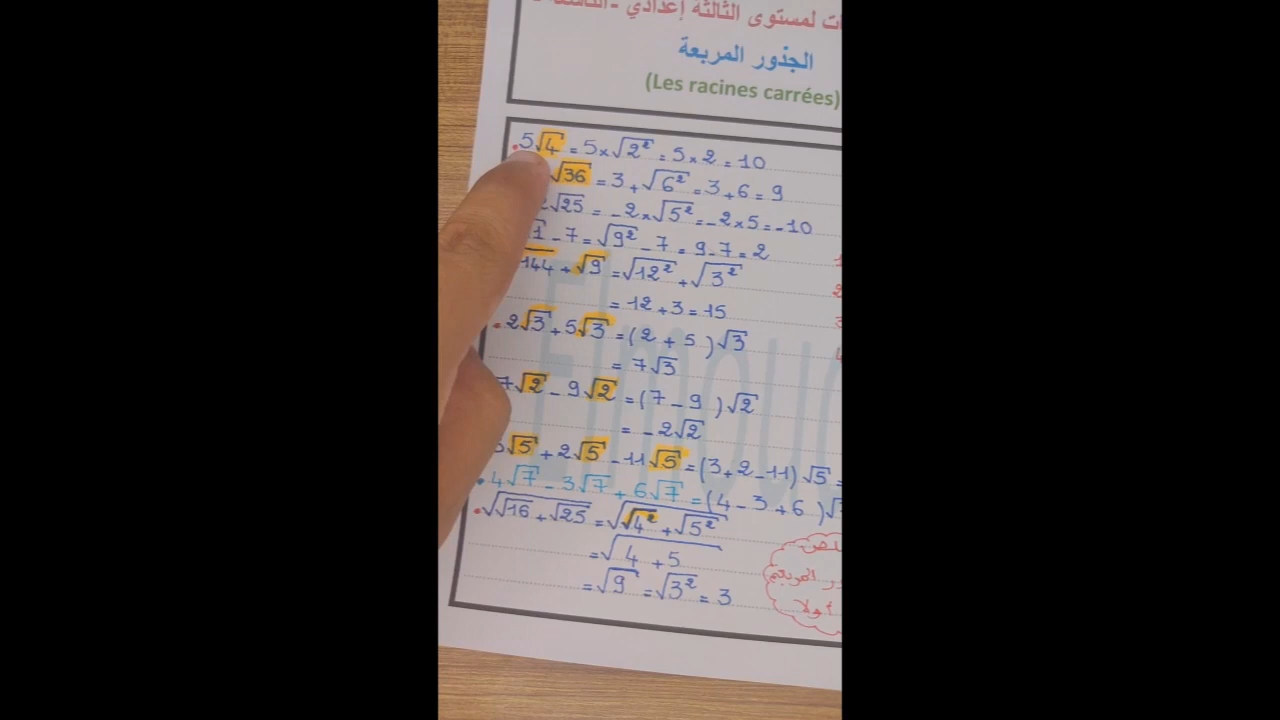 لمستوى الثالثة إعدادي -
الجذور المربعة
(Les racines carrées)
5√4 = 5×√2² = 5×2 = 10
√36 = 3+√6² = 3+6 = 9
2√25 = -2×√5² = -2×5 = -10
1 - 7 = √9² - 7 = 9-7 = 2
144 + √9 = √12² + √3²
= 12+3 = 15
2√3 + 5√3 = (2 + 5)√3
= 7√3
7√2 - 9√2 = (7 - 9)√2
= -2√2
√5 + 2√5 - 11√5 = (3+2-11)√5 =
4√7 - 3√7 + 6√7 = (4-3+6)√
√(√16 + √25) = √(√4² + √5²)
= √(4 + 5)
= √9 = √3² = 3